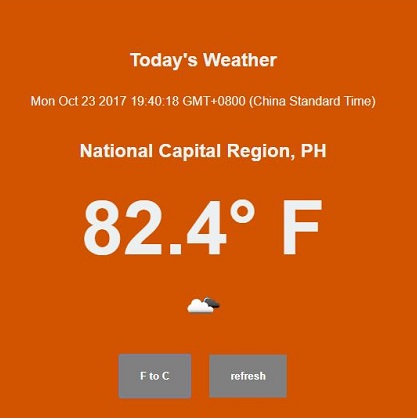 Today's Weather
Mon Oct 23 2017 19:40:18 GMT+0800 (China Standard Time)
National Capital Region, PH
82.4° F
F to C
refresh